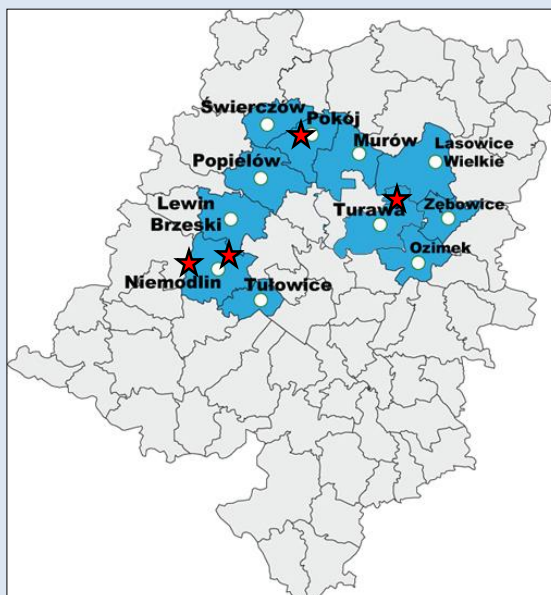 Świerczów
Pokój
Murów
Lasowice
Wielkie
Popielów
Zębowice
Lewin
Brzeski
Turawa
Ozimek
Niemodlin
Tułowice